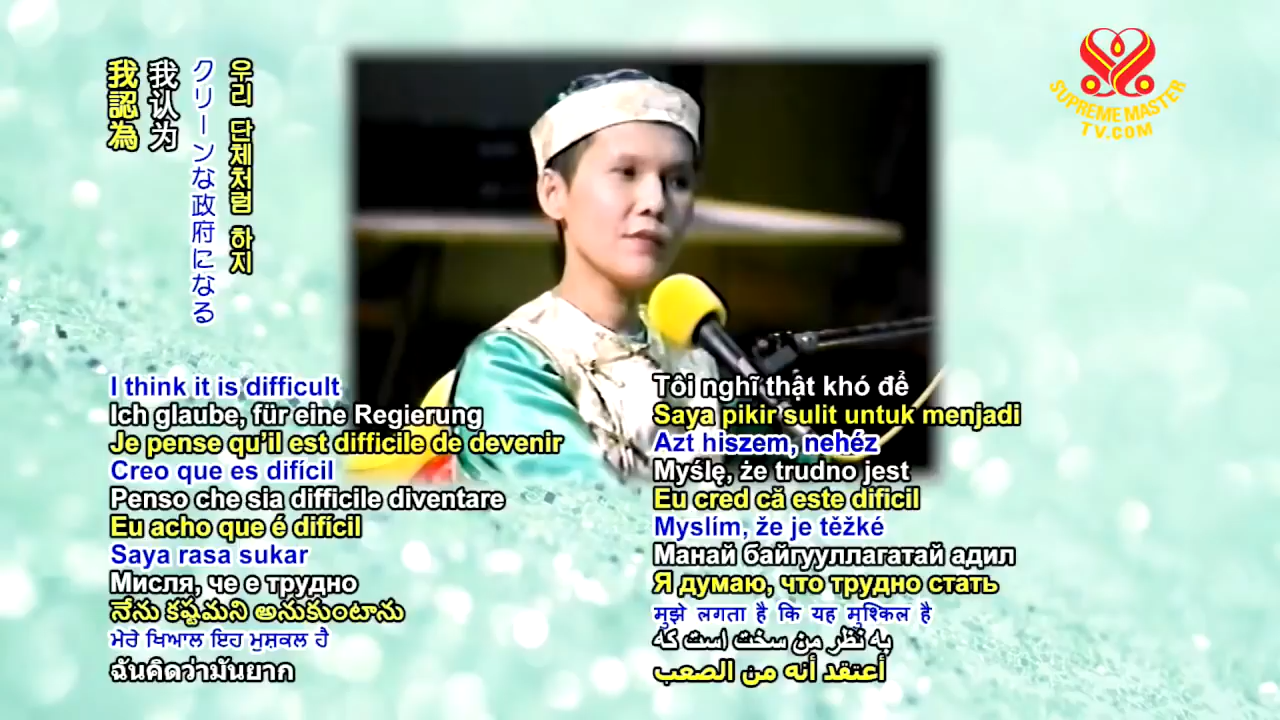 SUPREME MASTER
TV.COM
우리 단체처럼 하지
クリーンな政府になる
我认为
我認為
I think it is difficult
Ich glaube, für eine Regierung
Je pense qu'il est difficile de devenir
Creo que es difícil
Penso che sia difficile diventare
Eu acho que é difícil
Saya rasa sukar
Мисля, че е трудно
నేను కష్టమని అనుకుంటాను
ਮੇਰੇ ਖਿਆਲ ਇਹ ਮੁਸ਼ਕਲ ਹੈ
ฉันคิดว่ามันยาก
Tôi nghĩ thật khó để
Saya pikir sulit untuk menjadi
Azt hiszem, nehéz
Myślę, że trudno jest
Eu cred că este dificil
Myslím, že je těžké
Манай байгууллагатай адил
Я думаю, что трудно стать
मुझे लगता है कि यह मुश्किल है
به نظر من سخت است که
أعتقد أنه من الصعب